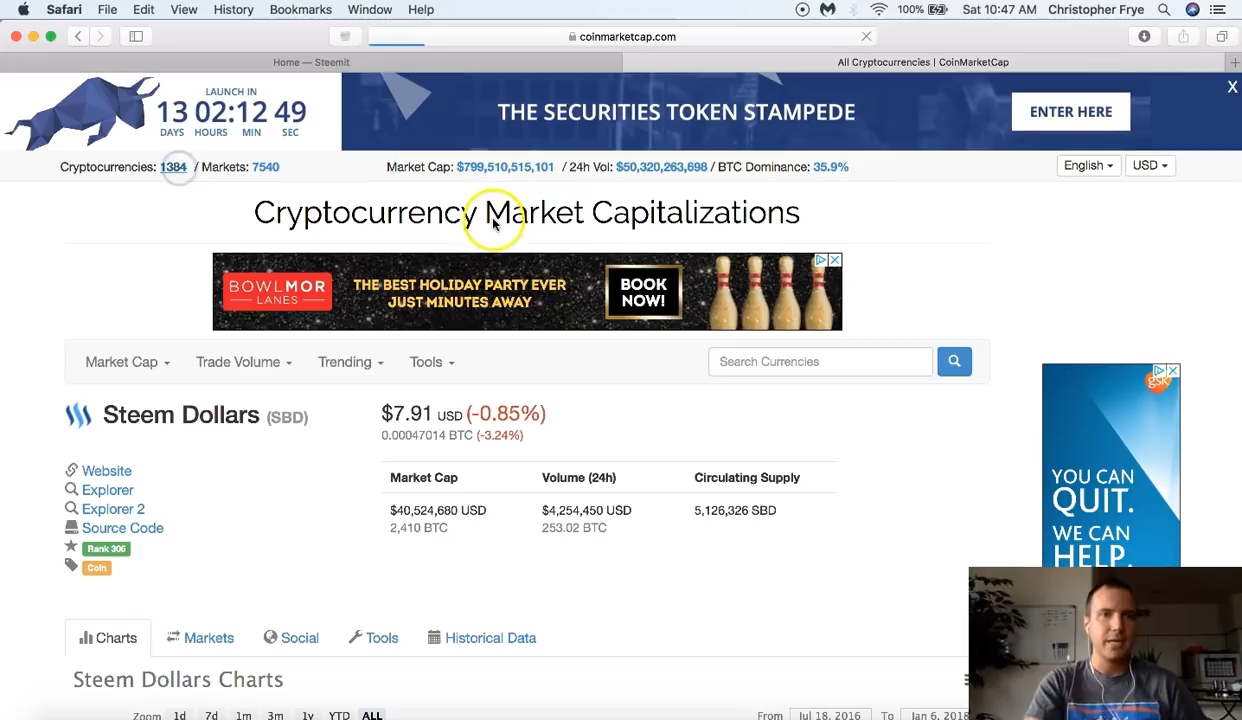 Safari File Edit View History Bookmarks Window Help 100% Sat 10:47 AM Christopher Frye
coinmarketcap.com
Home — Steemit All Cryptocurrencies | CoinMarketCap
LAUNCH IN
13 02:12 49
DAYS HOURS MIN SEC
THE SECURITIES TOKEN STAMPEDE
ENTER HERE
X
Cryptocurrencies: 1384 / Markets: 7540 Market Cap: $799,510,515,101 / 24h Vol: $50,320,263,698 / BTC Dominance: 35.9% English USD
Cryptocurrency Market Capitalizations
BOWLMOR
LANES
THE BEST HOLIDAY PARTY EVER
JUST MINUTES AWAY
BOOK
NOW!
Market Cap Trade Volume Trending Tools Search Currencies
Steem Dollars (SBD)
$7.91 USD (-0.85%)
0.00047014 BTC (-3.24%)
Website
Explorer
Explorer 2
Source Code
Rank 306
Coin
Market Cap Volume (24h) Circulating Supply
$40,524,680 USD $4,254,450 USD 5,126,326 SBD
2,410 BTC 253.02 BTC
gsk
YOU CAN
QUIT.
WE CAN
HELP.
Charts Markets Social Tools Historical Data
Steem Dollars Charts
Zoom 1d 7d 1m 3m 1y YTD ALL From Jul 18, 2016 To Jan 6, 2018